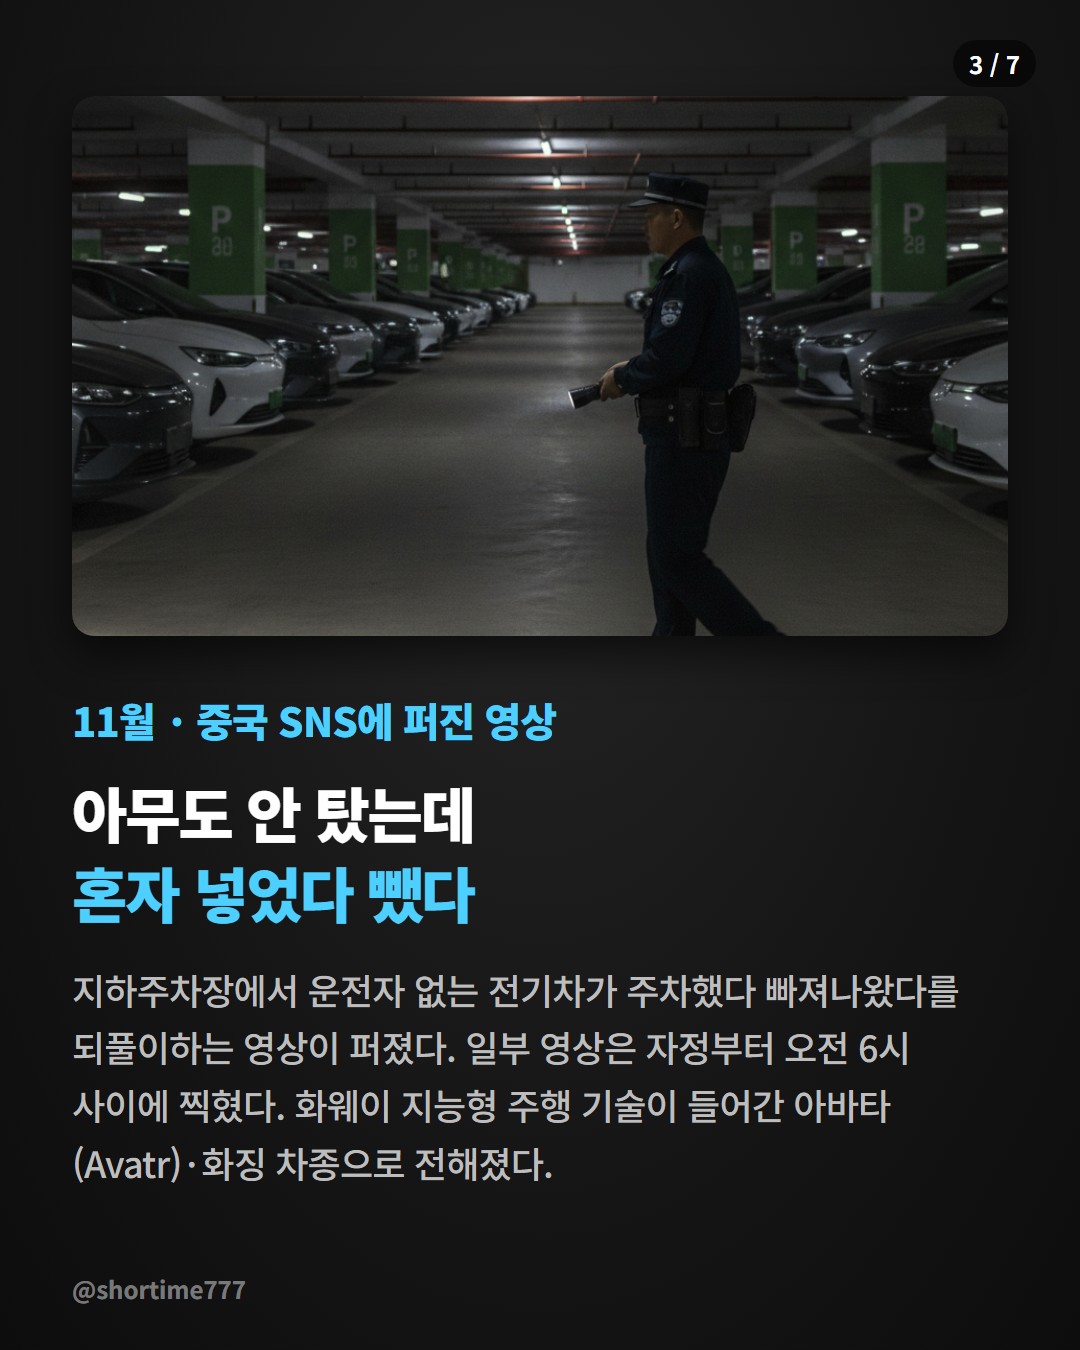 3 / 7
P
P
P
P
P
11월 · 중국 SNS에 퍼진 영상
아무도 안 탔는데
혼자 넣었다 뺐다
지하주차장에서 운전자 없는 전기차가 주차했다 빠져나왔다를
되풀이하는 영상이 퍼졌다. 일부 영상은 자정부터 오전 6시
사이에 찍혔다. 화웨이 지능형 주행 기술이 들어간 아바타
(Avatr)·화징 차종으로 전해졌다.
@shortime777